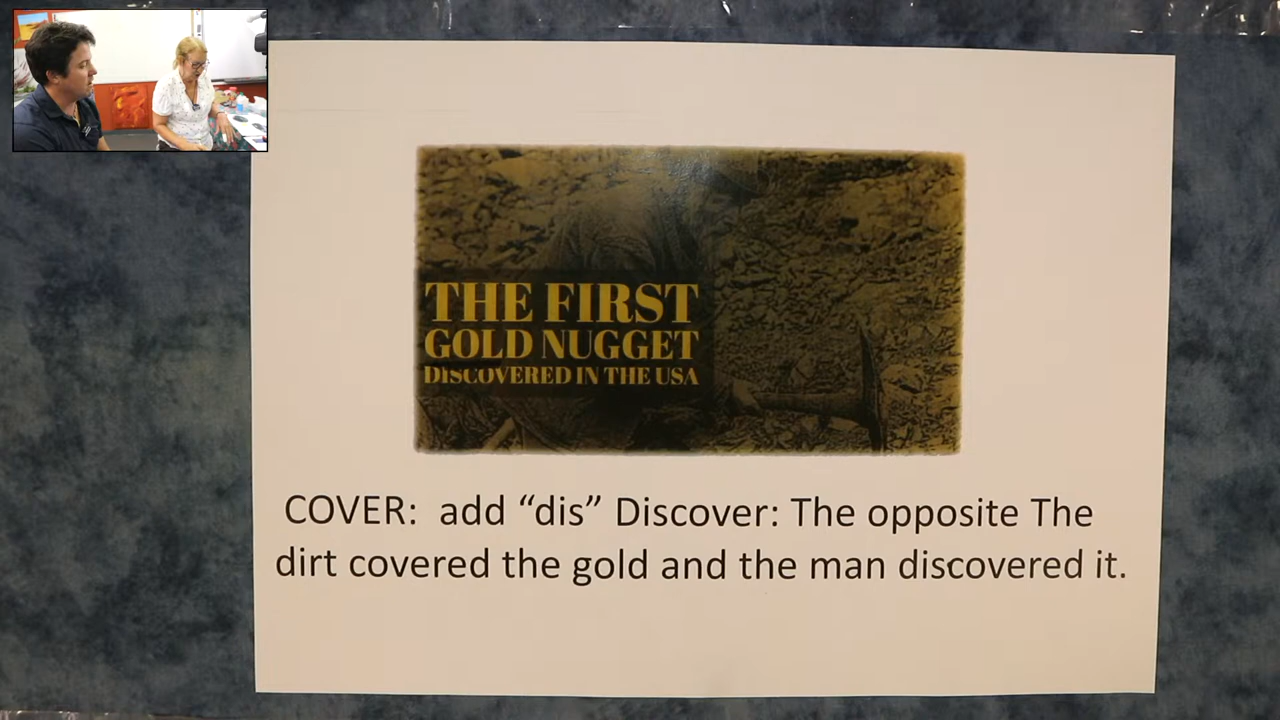 THE FIRST
GOLD NUGGET
DISCOVERED IN THE USA
COVER: add “dis” Discover: The opposite The
dirt covered the gold and the man discovered it.